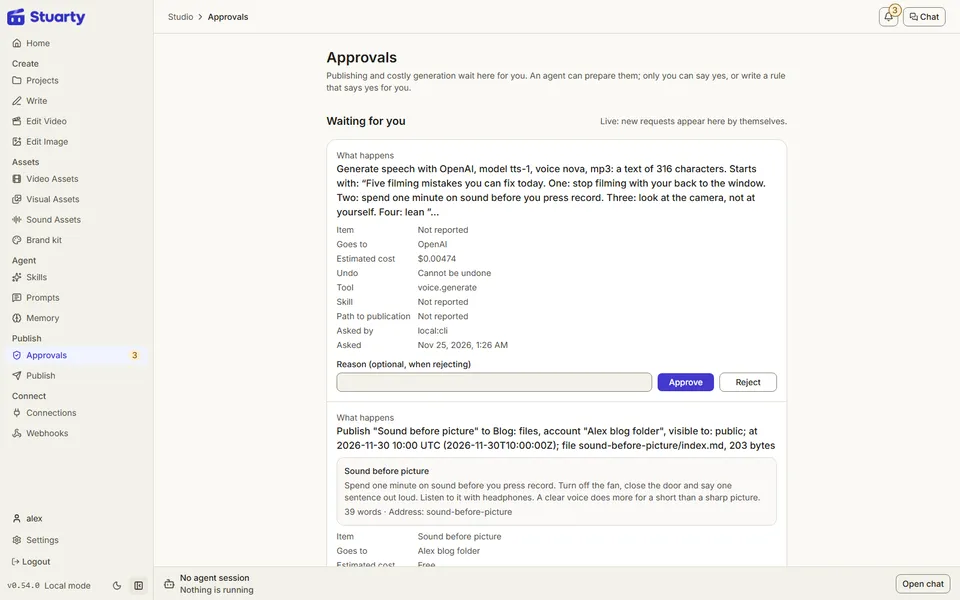 Stuarty
Studio > Approvals
3
Chat
Home
Create
Projects
Write
Edit Video
Edit Image
Assets
Video Assets
Visual Assets
Sound Assets
Brand kit
Agent
Skills
Prompts
Memory
Publish
Approvals 3
Publish
Connect
Connections
Webhooks
alex
Settings
Logout
v0.54.0 Local mode
Approvals
Publishing and costly generation wait here for you. An agent can prepare them; only you can say yes, or write a rule
that says yes for you.
Waiting for you
Live: new requests appear here by themselves.
What happens
Generate speech with OpenAI, model tts-1, voice nova, mp3: a text of 316 characters. Starts
with: “Five filming mistakes you can fix today. One: stop filming with your back to the window.
Two: spend one minute on sound before you press record. Three: look at the camera, not at
yourself. Four: lean ”...
Item Not reported
Goes to OpenAI
Estimated cost $0.00474
Undo Cannot be undone
Tool voice.generate
Skill Not reported
Path to publication Not reported
Asked by local:cli
Asked Nov 25, 2026, 1:26 AM
Reason (optional, when rejecting)
Approve Reject
What happens
Publish "Sound before picture" to Blog: files, account "Alex blog folder", visible to: public; at
2026-11-30 10:00 UTC (2026-11-30T10:00:00Z); file sound-before-picture/index.md, 203 bytes
Sound before picture
Spend one minute on sound before you press record. Turn off the fan, close the door and say one
sentence out loud. Listen to it with headphones. A clear voice does more for a short than a sharp picture.
39 words · Address: sound-before-picture
Item Sound before picture
Goes to Alex blog folder
Estimated cost Free
No agent session
Nothing is running
Open chat